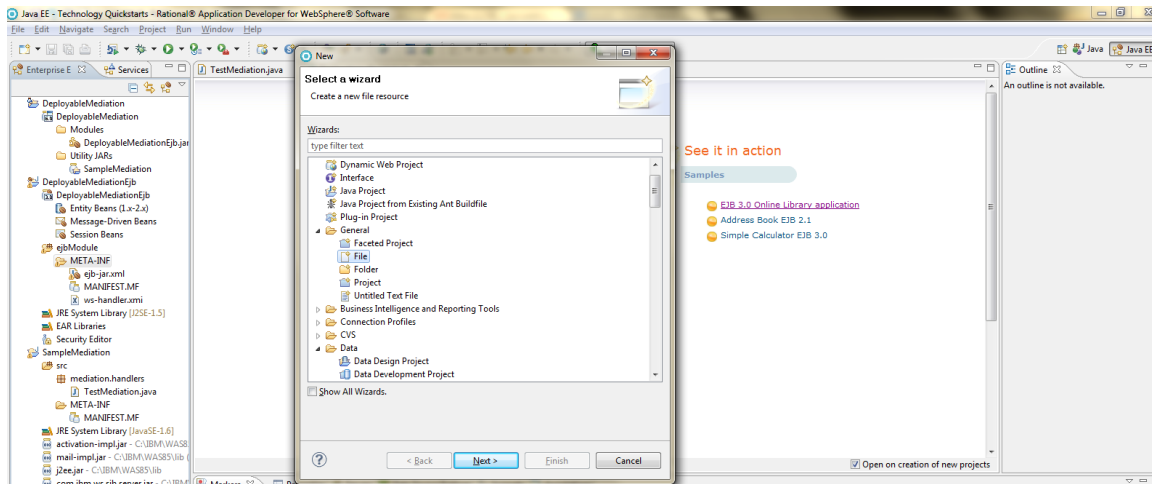 Java EE - Technology Quickstarts - Rational® Application Developer for WebSphere® Software
File Edit Navigate Search Project Run Window Help
Java Java EE
Enterprise E Services
TestMediation.java
Outline
An outline is not available.
DeployableMediation
DeployableMediation
Modules
DeployableMediationEjb.jar
Utility JARs
SampleMediation
DeployableMediationEjb
DeployableMediationEjb
Entity Beans (1.x-2.x)
Message-Driven Beans
Session Beans
ejbModule
META-INF
ejb-jar.xml
MANIFEST.MF
ws-handler.xmi
JRE System Library [J2SE-1.5]
EAR Libraries
Security Editor
SampleMediation
src
mediation.handlers
TestMediation.java
META-INF
MANIFEST.MF
JRE System Library [JavaSE-1.6]
activation-impl.jar - C:\IBM\WAS8
mail-impl.jar - C:\IBM\WAS85\lib (
j2ee.jar - C:\IBM\WAS85\lib
New
Select a wizard
Create a new file resource
Wizards:
type filter text
Dynamic Web Project
Interface
Java Project
Java Project from Existing Ant Buildfile
Plug-in Project
General
Faceted Project
File
Folder
Project
Untitled Text File
Business Intelligence and Reporting Tools
Connection Profiles
CVS
Data
Data Design Project
Data Development Project
Show All Wizards.
< Back Next > Finish Cancel
See it in action
Samples
EJB 3.0 Online Library application
Address Book EJB 2.1
Simple Calculator EJB 3.0
Open on creation of new projects